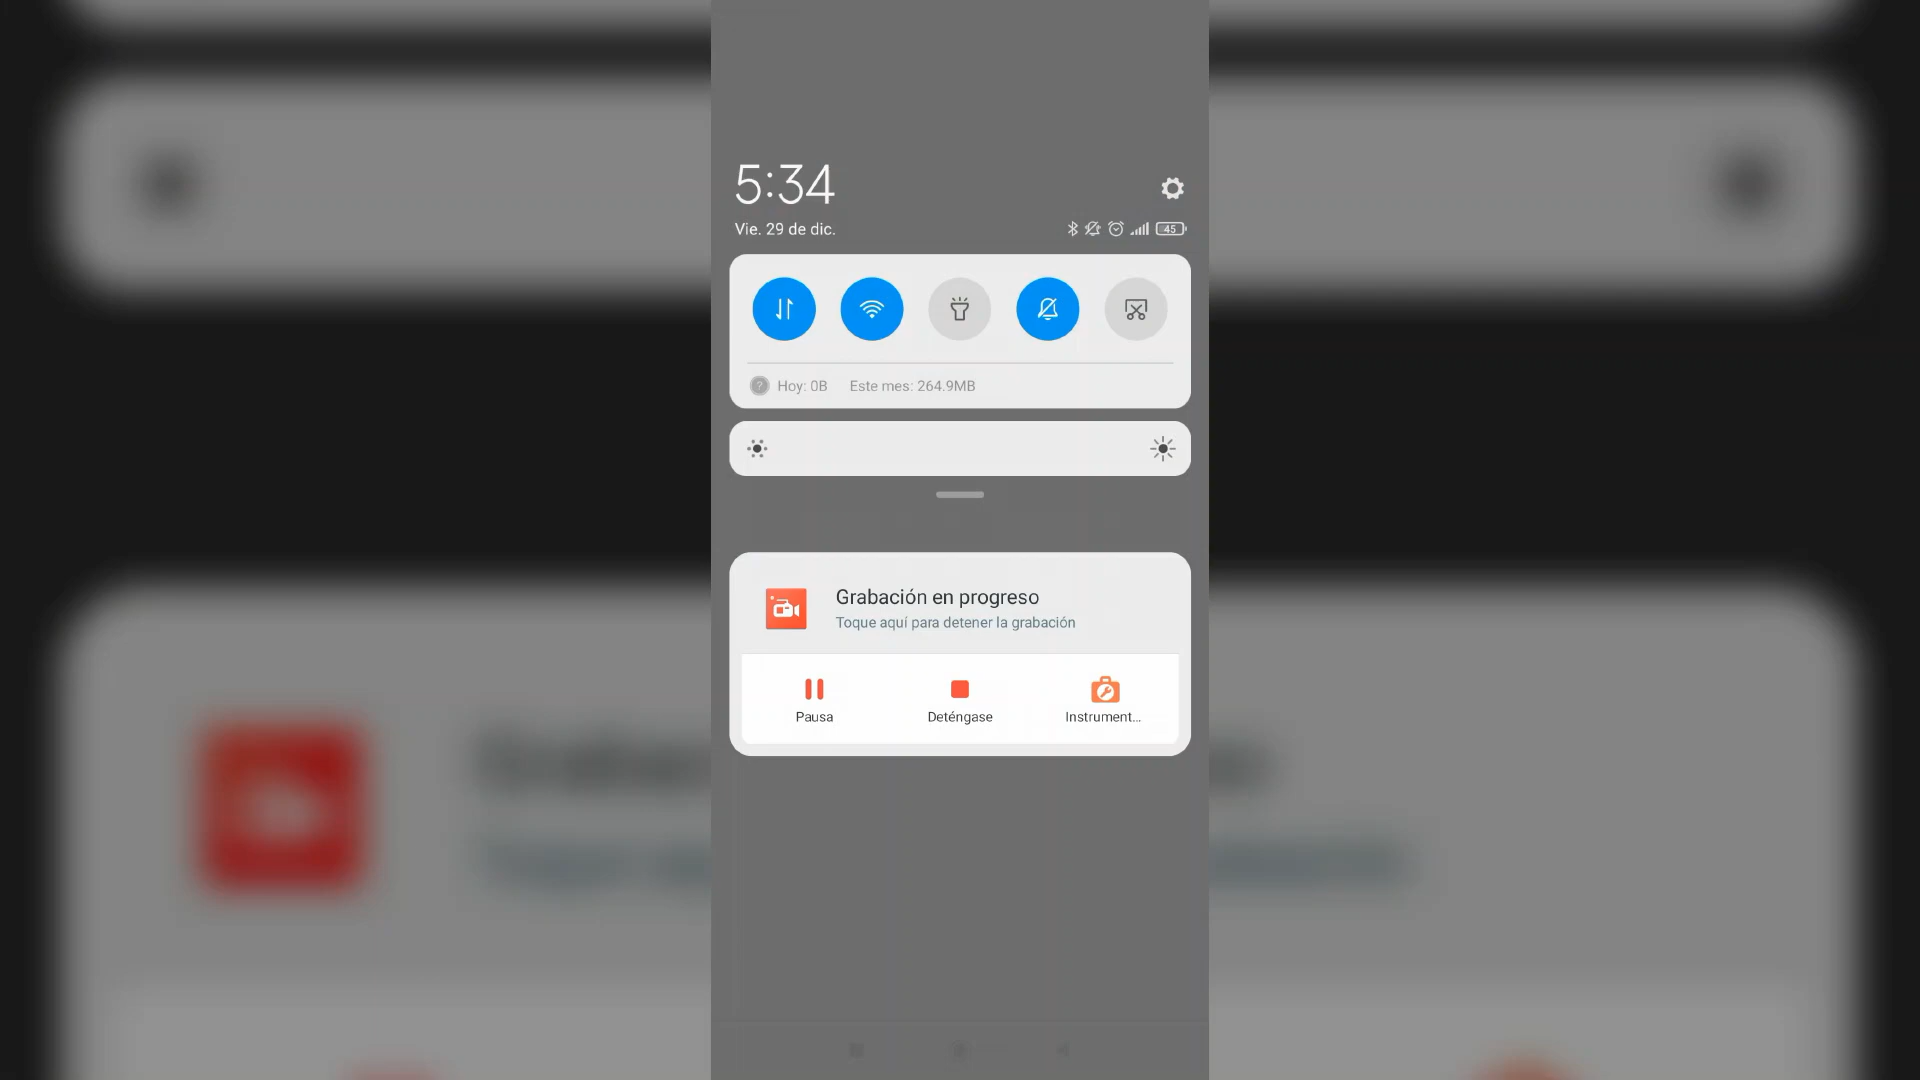 5:34
Vie. 29 de dic.
45
Hoy: 0B Este mes: 264.9MB
Grabación en progreso
Toque aquí para detener la grabación
Pausa Deténgase Instrument...